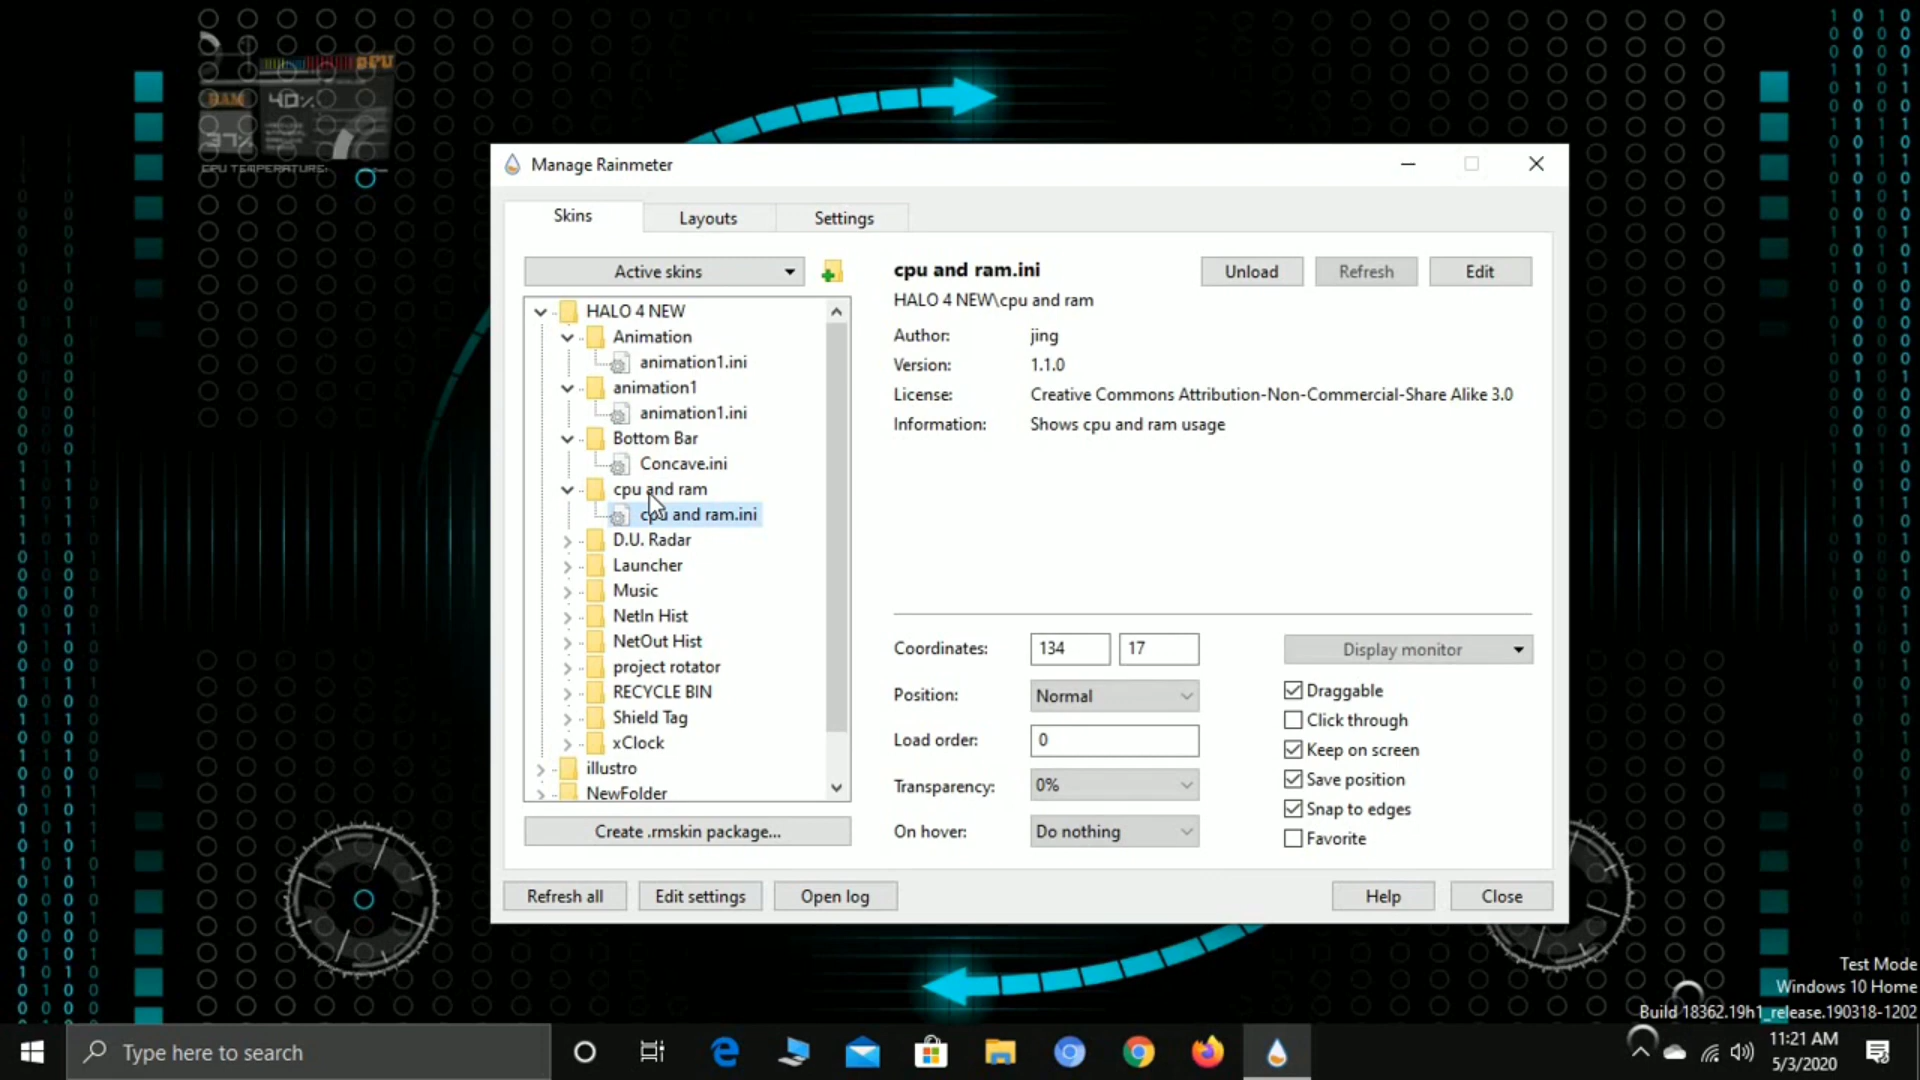 CPU
RAM
40%
37%
CPU TEMPERATURE:
Manage Rainmeter
Skins
Layouts
Settings
Active skins
HALO 4 NEW
Animation
animation1.ini
animation1
animation1.ini
Bottom Bar
Concave.ini
cpu and ram
cpu and ram.ini
D.U. Radar
Launcher
Music
NetIn Hist
NetOut Hist
project rotator
RECYCLE BIN
Shield Tag
xClock
illustro
NewFolder
Create .rmskin package...
cpu and ram.ini
Unload
Refresh
Edit
HALO 4 NEW\cpu and ram
Author: jing
Version: 1.1.0
License: Creative Commons Attribution-Non-Commercial-Share Alike 3.0
Information: Shows cpu and ram usage
Coordinates: 134 17
Display monitor
Position: Normal
Load order: 0
Transparency: 0%
On hover: Do nothing
Draggable
Click through
Keep on screen
Save position
Snap to edges
Favorite
Refresh all
Edit settings
Open log
Help
Close
Test Mode
Windows 10 Home
Build 18362.19h1_release.190318-1202
Type here to search
11:21 AM
5/3/2020